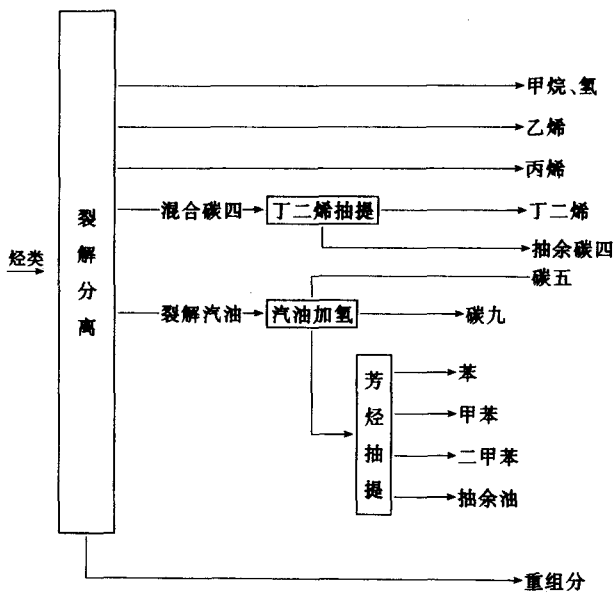 甲烷、氢
乙烯
丙烯
混合碳四
丁二烯抽提
丁二烯
抽余碳四
烃类
裂解分离
碳五
裂解汽油
汽油加氢
碳九
芳烃抽提
苯
甲苯
二甲苯
抽余油
重组分